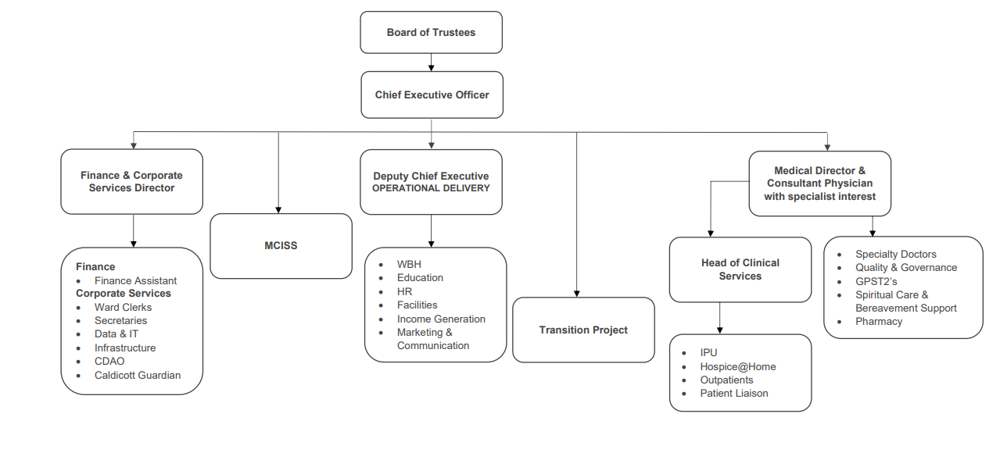 Board of Trustees
Chief Executive Officer
Finance & Corporate
Services Director
MCISS
Deputy Chief Executive
OPERATIONAL DELIVERY
Medical Director &
Consultant Physician
with specialist interest
Finance
• Finance Assistant
Corporate Services
• Ward Clerks
• Secretaries
• Data & IT
• Infrastructure
• CDAO
• Caldicott Guardian
• WBH
• Education
• HR
• Facilities
• Income Generation
• Marketing &
Communication
Transition Project
Head of Clinical
Services
• IPU
• Hospice@Home
• Outpatients
• Patient Liaison
• Specialty Doctors
• Quality & Governance
• GPST2’s
• Spiritual Care &
Bereavement Support
• Pharmacy